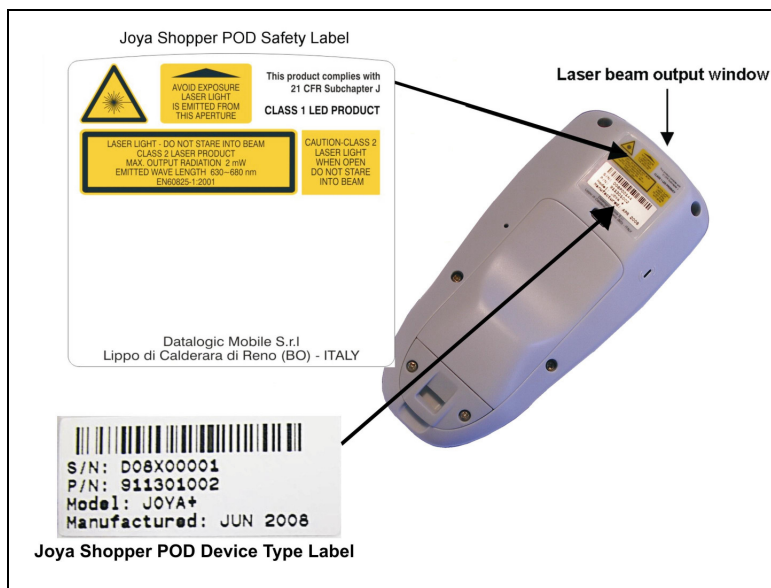 Joya Shopper POD Safety Label
AVOID EXPOSURE
LASER LIGHT
IS EMITTED FROM
THIS APERTURE
This product complies with
21 CFR Subchapter J
CLASS 1 LED PRODUCT
LASER LIGHT - DO NOT STARE INTO BEAM
CLASS 2 LASER PRODUCT
MAX. OUTPUT RADIATION 2 mW
EMITTED WAVE LENGTH 630~680 nm
EN60825-1:2001
CAUTION-CLASS 2
LASER LIGHT
WHEN OPEN
DO NOT STARE
INTO BEAM
Datalogic Mobile S.r.l
Lippo di Calderara di Reno (BO) - ITALY
Laser beam output window
S/N: D08X00001
P/N: 911301002
Model: JOYA+
Manufactured: JUN 2008
Joya Shopper POD Device Type Label